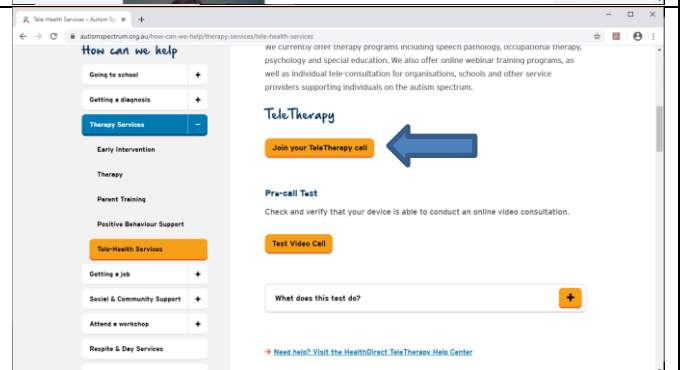 Tele-Health Services – Autism Sp
autismspectrum.org.au/how-can-we-help/therapy-services/tele-health-services
How can we help
Going to school
Getting a diagnosis
Therapy Services
Early Intervention
Therapy
Parent Training
Positive Behaviour Support
Tele-Health Services
Getting a job
Social & Community Support
Attend a workshop
Respite & Day Services
We currently offer therapy programs including speech pathology, occupational therapy,
psychology and special education. We also offer online webinar training programs, as
well as individual tele-consultation for organisations, schools and other service
providers supporting individuals on the autism spectrum.
TeleTherapy
Join your TeleTherapy call
Pre-call Test
Check and verify that your device is able to conduct an online video consultation.
Test Video Call
What does this test do?
Need help? Visit the HealthDirect TeleTherapy Help Center